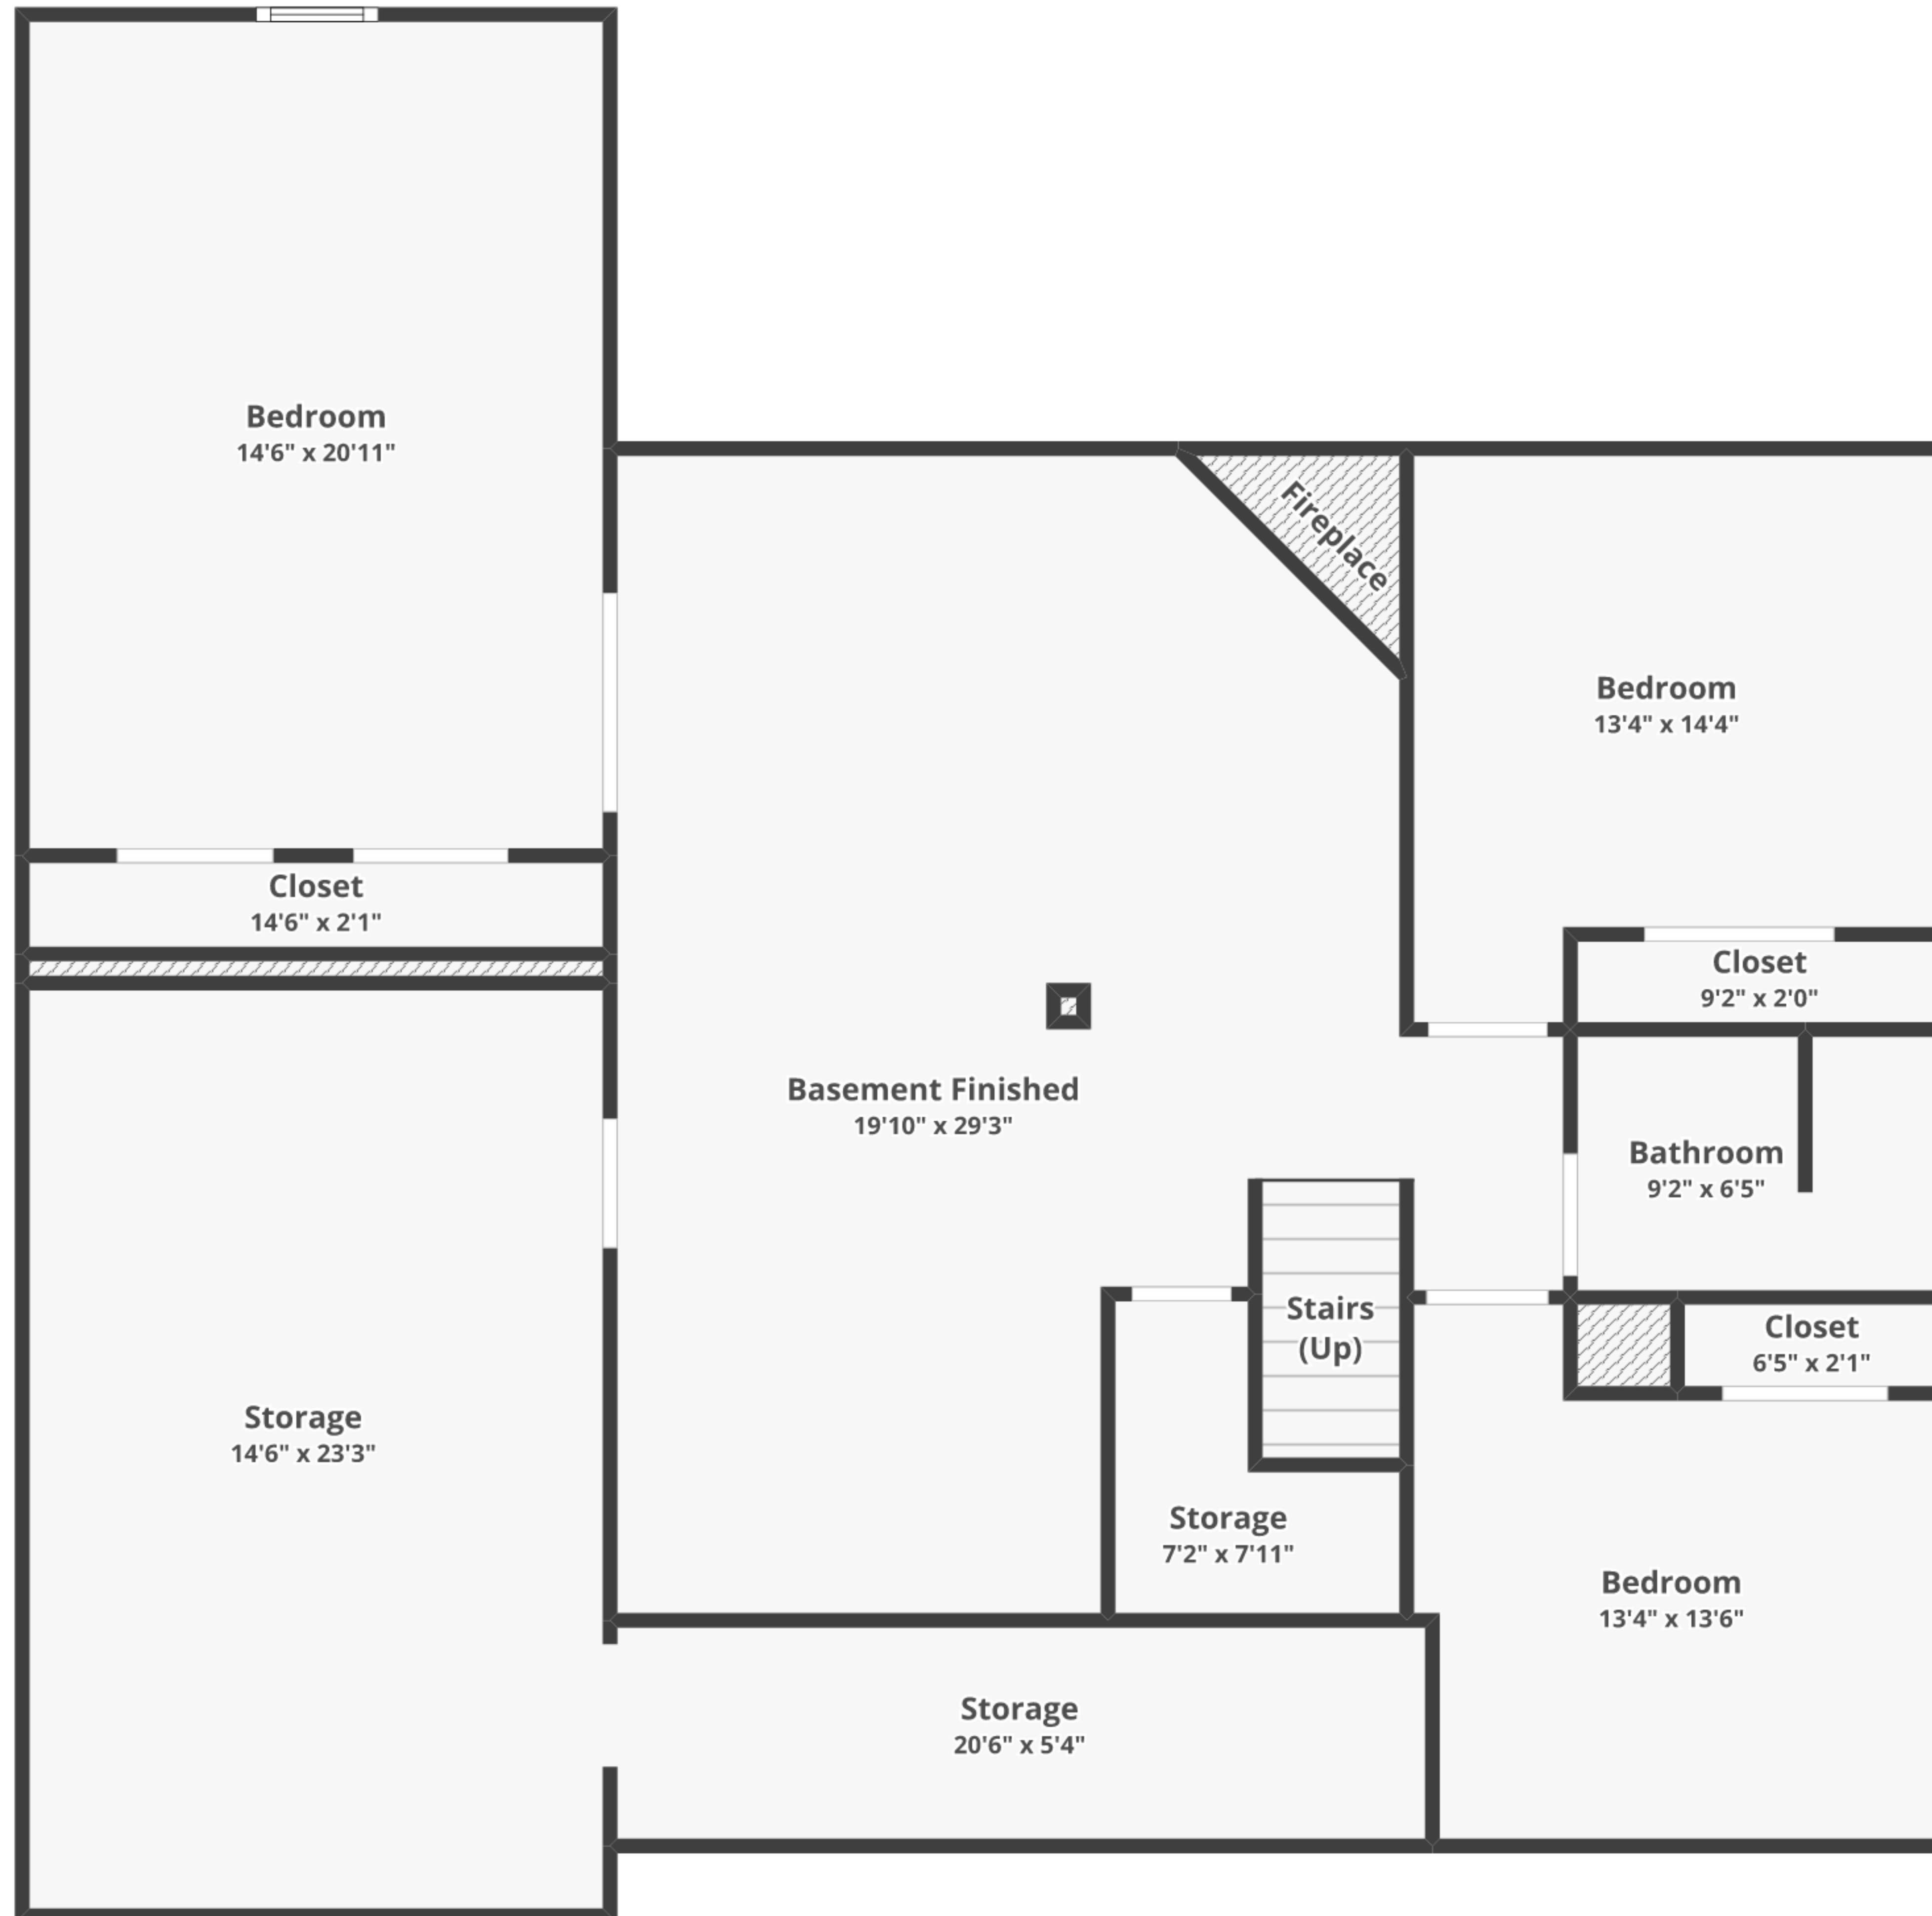 Bedroom
14'6" x 20'11"
Fireplace
Bedroom
13'4" x 14'4"
Closet
14'6" x 2'1"
Closet
9'2" x 2'0"
Basement Finished
19'10" x 29'3"
Bathroom
9'2" x 6'5"
Stairs
(Up)
Closet
6'5" x 2'1"
Storage
14'6" x 23'3"
Storage
7'2" x 7'11"
Bedroom
13'4" x 13'6"
Storage
20'6" x 5'4"